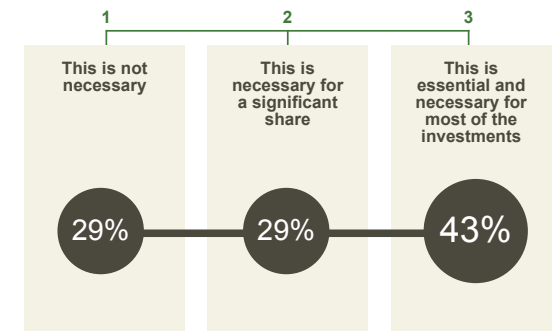 1
2
3
This is not
necessary
This is
necessary for
a significant
share
This is
essential and
necessary for
most of the
investments
29%
29%
43%